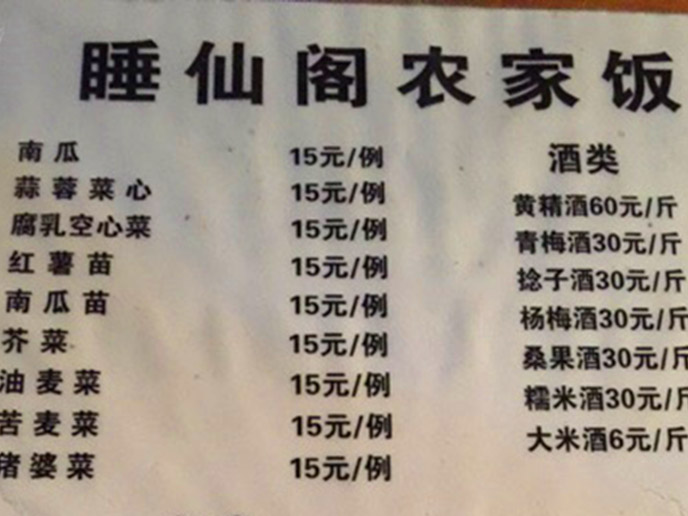 睡仙阁农家饭
南瓜 15元/例
蒜蓉菜心 15元/例
腐乳空心菜 15元/例
红薯苗 15元/例
南瓜苗 15元/例
芥菜 15元/例
油麦菜 15元/例
苦麦菜 15元/例
猪婆菜 15元/例
酒类
黄精酒60元/斤
青梅酒30元/斤
捻子酒30元/斤
杨梅酒30元/斤
桑果酒30元/斤
糯米酒30元/斤
大米酒6元/斤